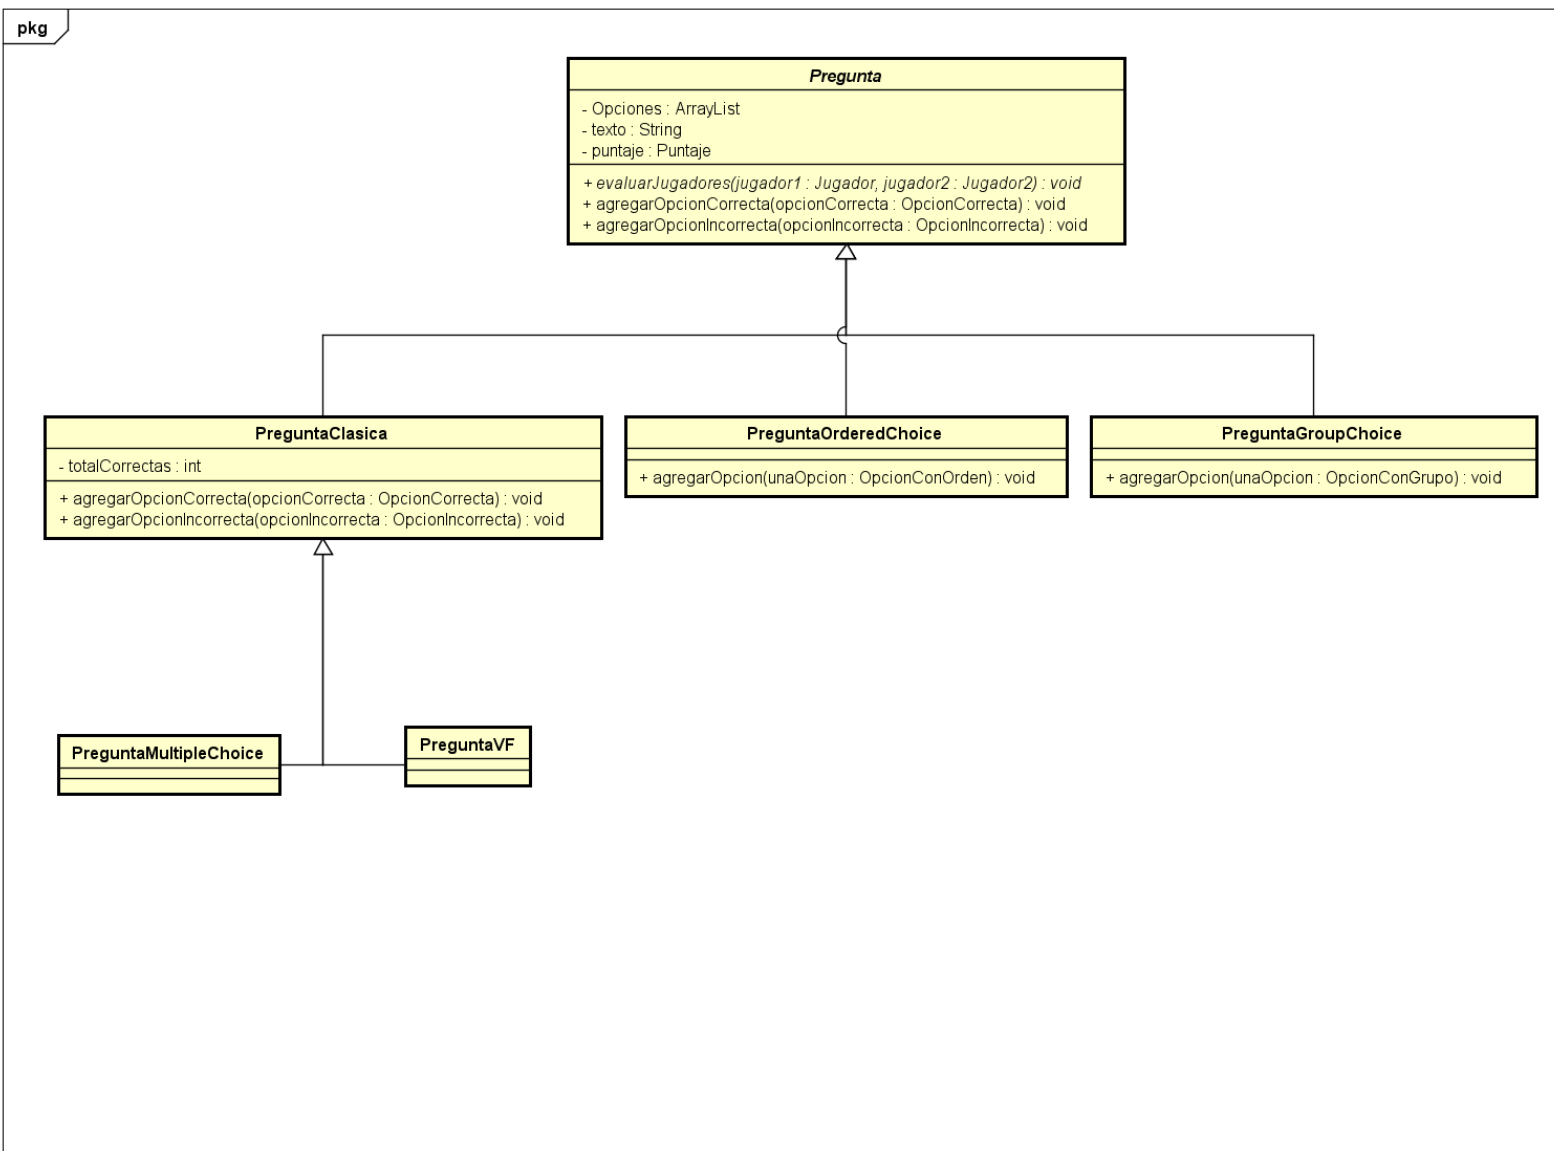 pkg
Pregunta
- Opciones : ArrayList
- texto : String
- puntaje : Puntaje
+ evaluarJugadores(jugador1 : Jugador, jugador2 : Jugador2) : void
+ agregarOpcionCorrecta(opcionCorrecta : OpcionCorrecta) : void
+ agregarOpcionIncorrecta(opcionIncorrecta : OpcionIncorrecta) : void
PreguntaClasica
- totalCorrectas : int
+ agregarOpcionCorrecta(opcionCorrecta : OpcionCorrecta) : void
+ agregarOpcionIncorrecta(opcionIncorrecta : OpcionIncorrecta) : void
PreguntaOrderedChoice
+ agregarOpcion(unaOpcion : OpcionConOrden) : void
PreguntaGroupChoice
+ agregarOpcion(unaOpcion : OpcionConGrupo) : void
PreguntaMultipleChoice
PreguntaVF